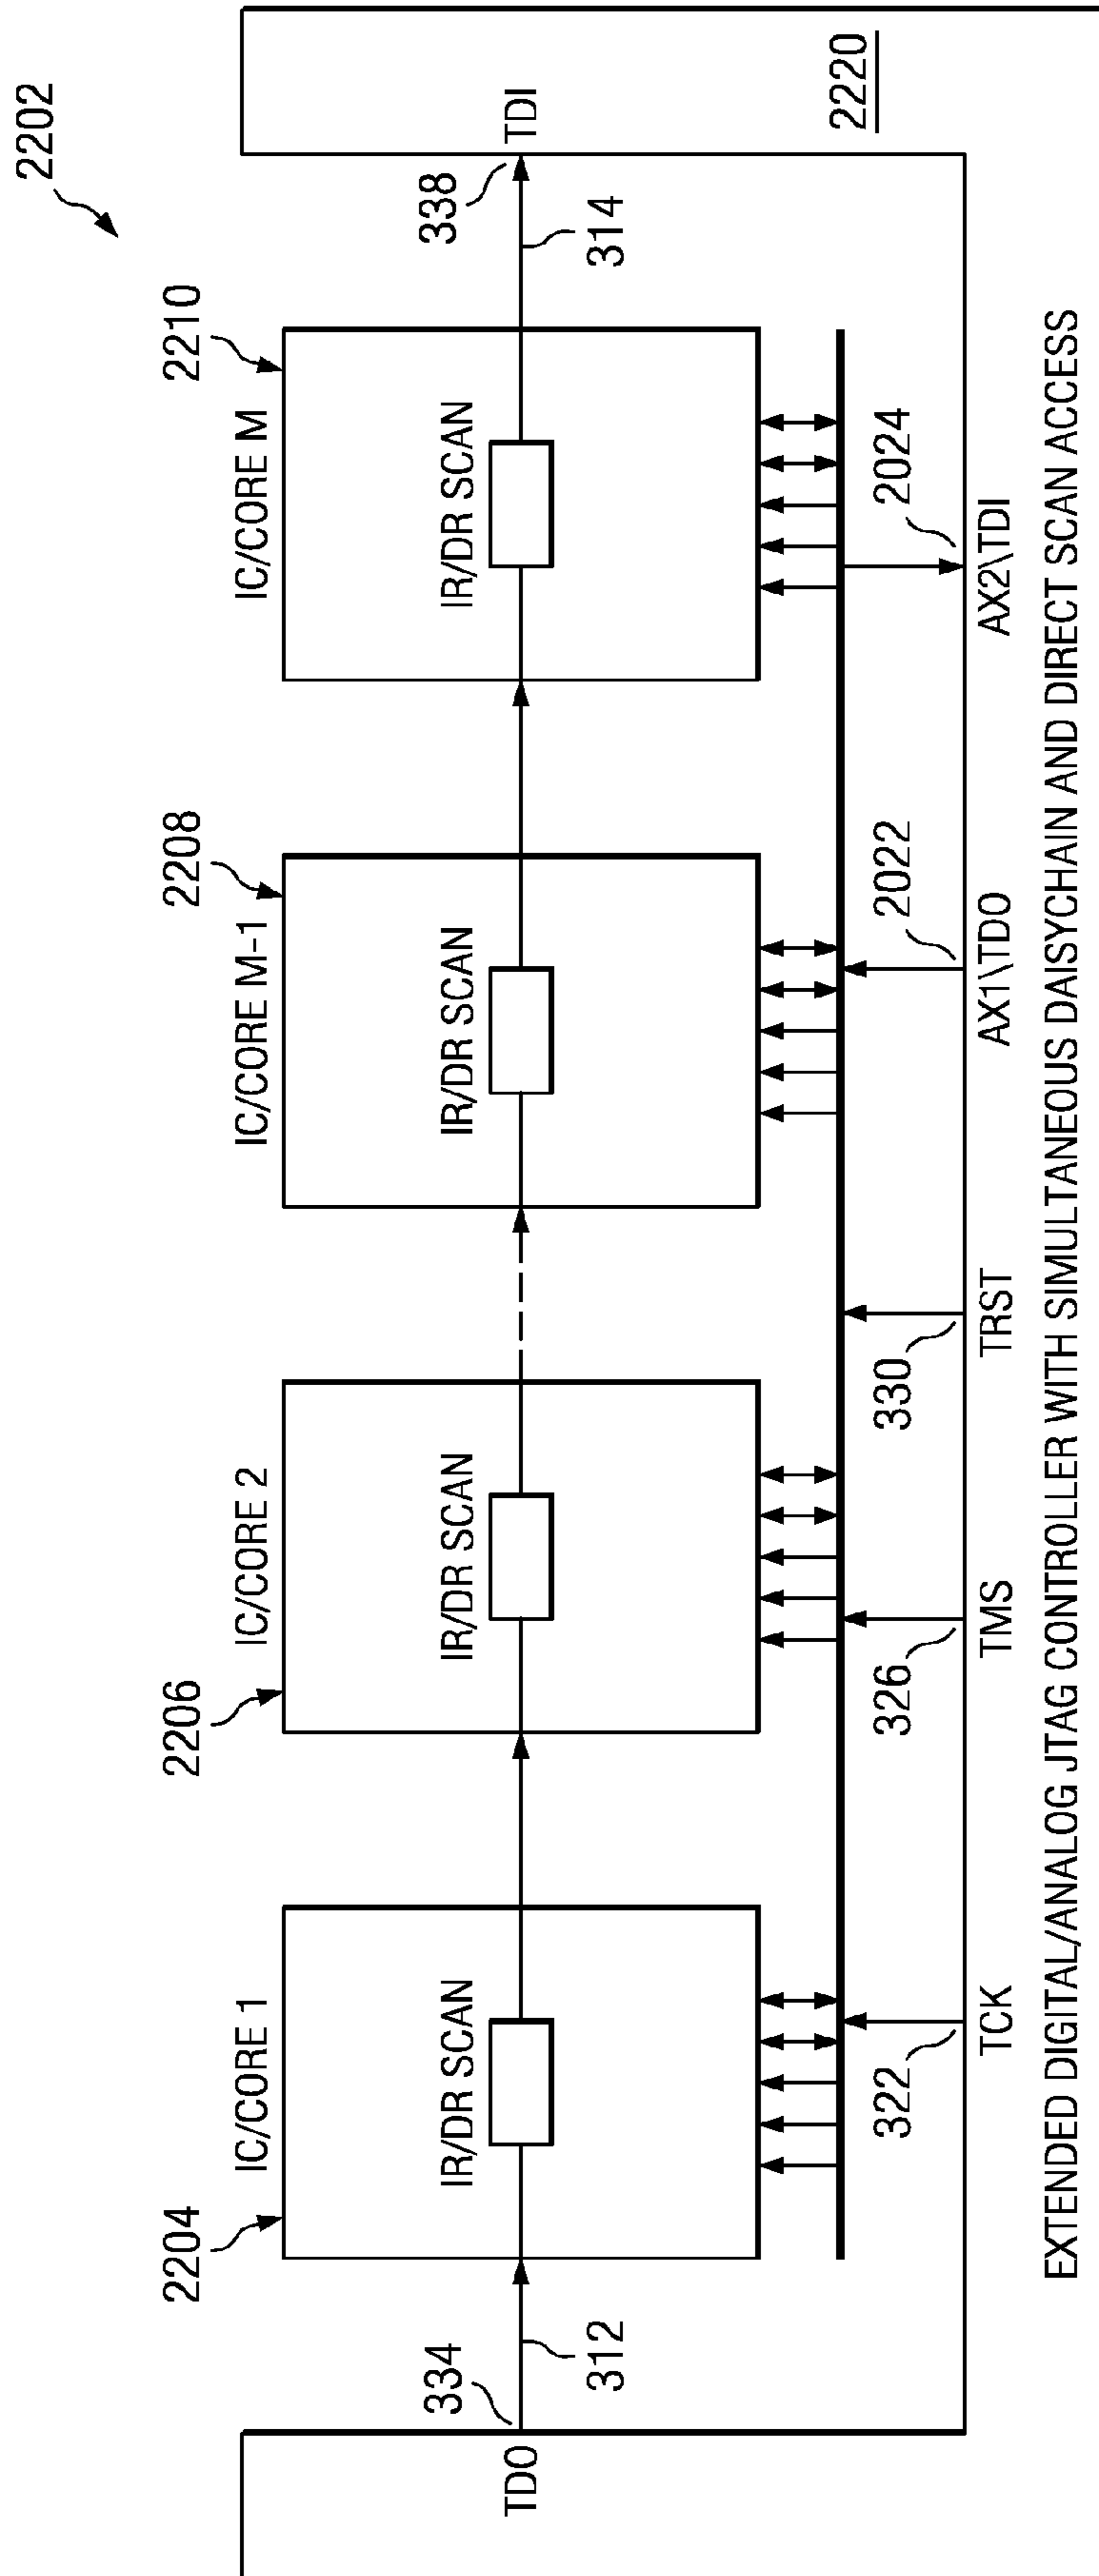 2202
2204
IC/CORE 1
2206
IC/CORE 2
IC/CORE M-1
2208
IC/CORE M
2210
IR/DR SCAN
IR/DR SCAN
IR/DR SCAN
IR/DR SCAN
TDO
334
312
338
314
TDI
322
326
330
2022
2024
2220
TCK
TMS
TRST
AX1\TDO
AX2\TDI
EXTENDED DIGITAL/ANALOG JTAG CONTROLLER WITH SIMULTANEOUS DAISYCHAIN AND DIRECT SCAN ACCESS